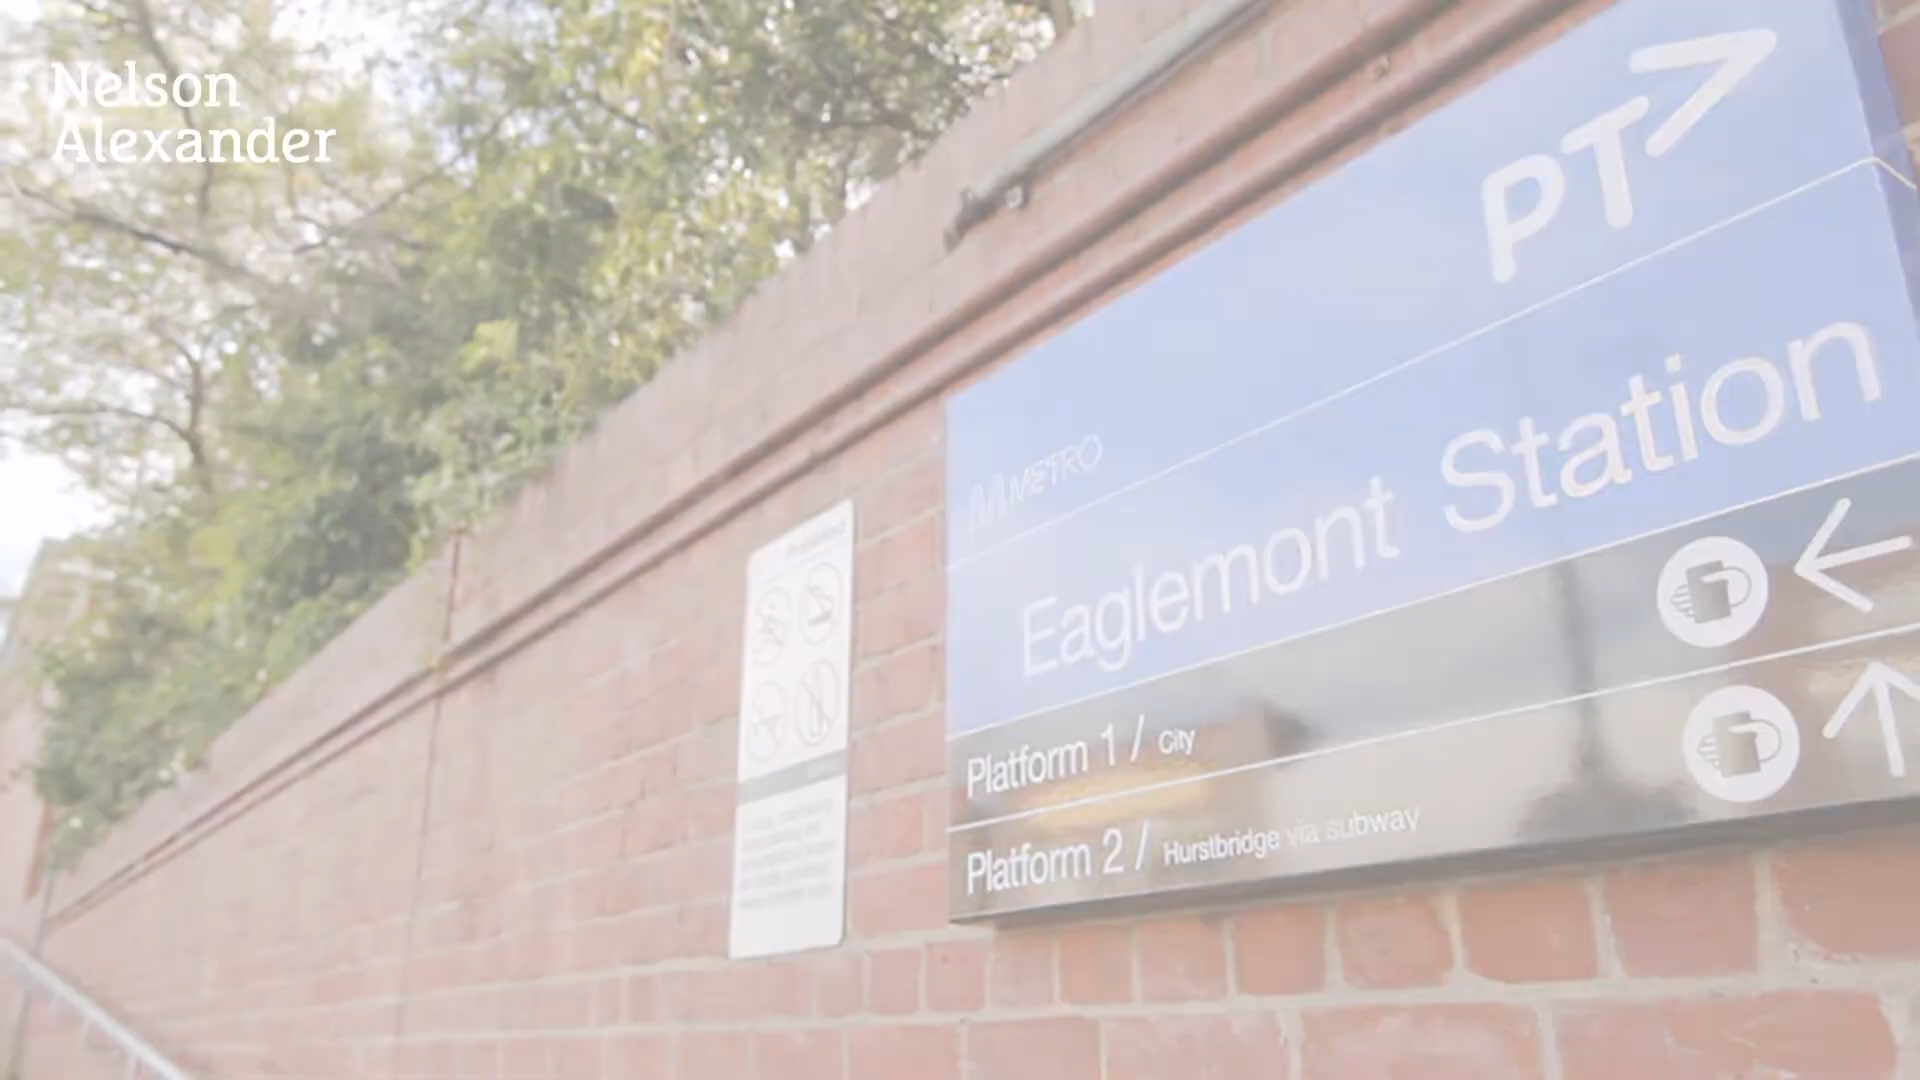 Nelson
Alexander
PT>
METRO
Eaglemont Station
Platform 1 / City
Platform 2 / Hurstbridge via subway